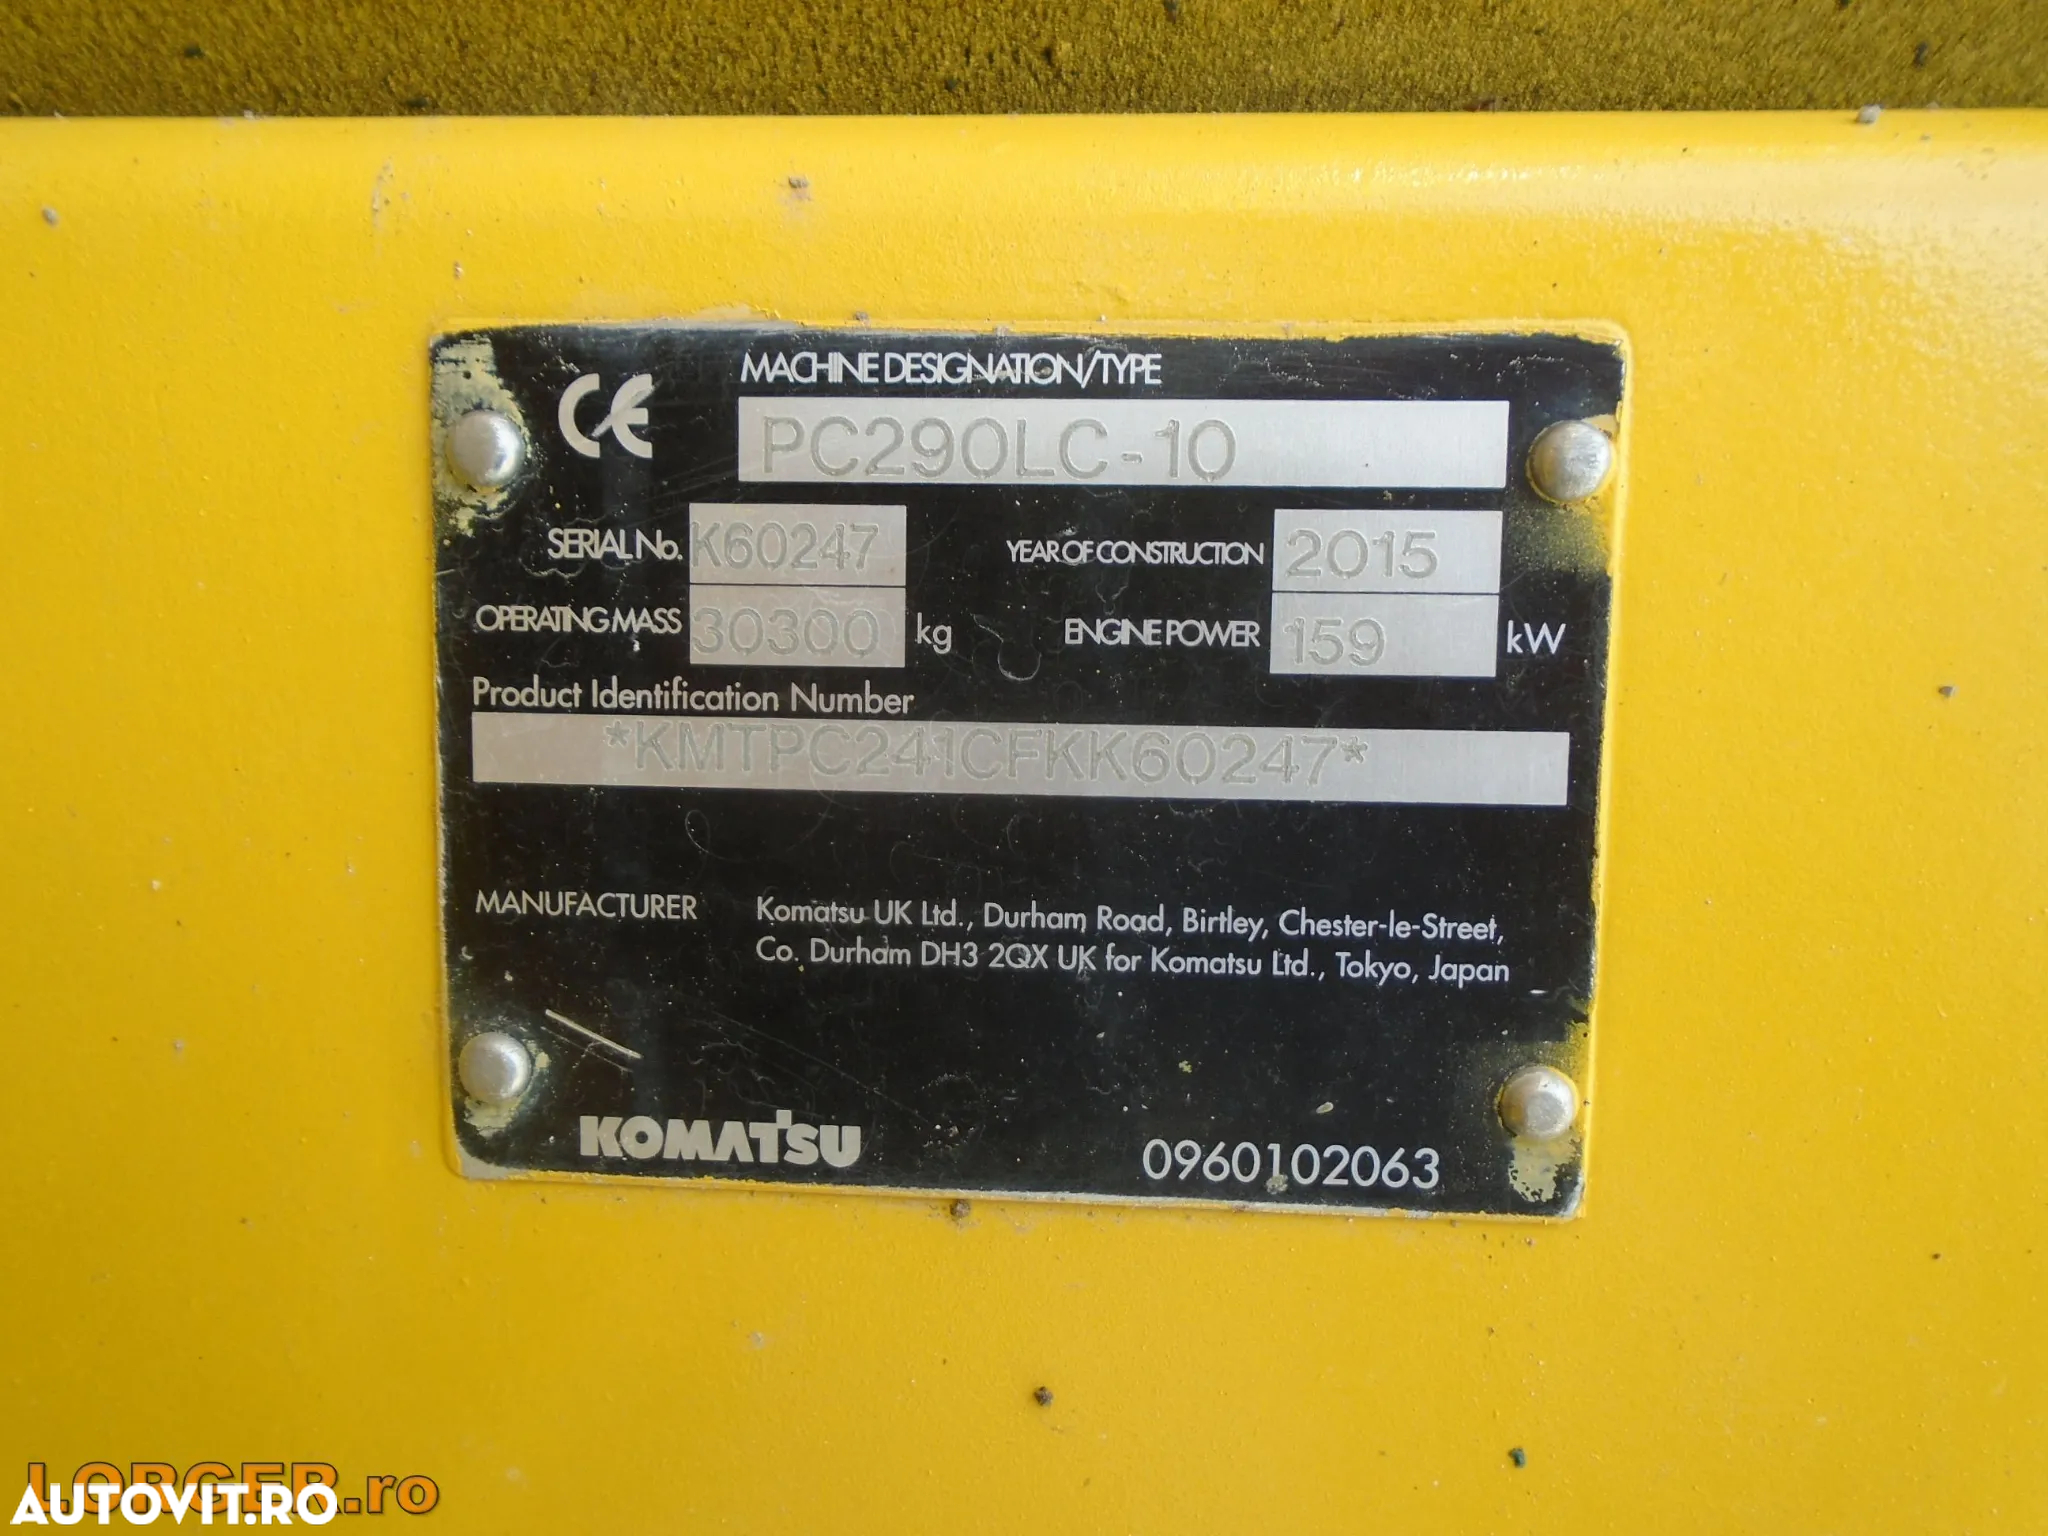 CE
MACHINE DESIGNATION/TYPE
PC290LC-10
SERIAL No. K60247 YEAR OF CONSTRUCTION 2015
OPERATING MASS 30300 kg ENGINE POWER 159 kW
Product Identification Number
*KMTPC241CFKK60247*
MANUFACTURER Komatsu UK Ltd., Durham Road, Birtley, Chester-le-Street,
Co. Durham DH3 2QX UK for Komatsu Ltd., Tokyo, Japan
KOMATSU 0960102063
LORGER.ro
AUTOVIT.RO